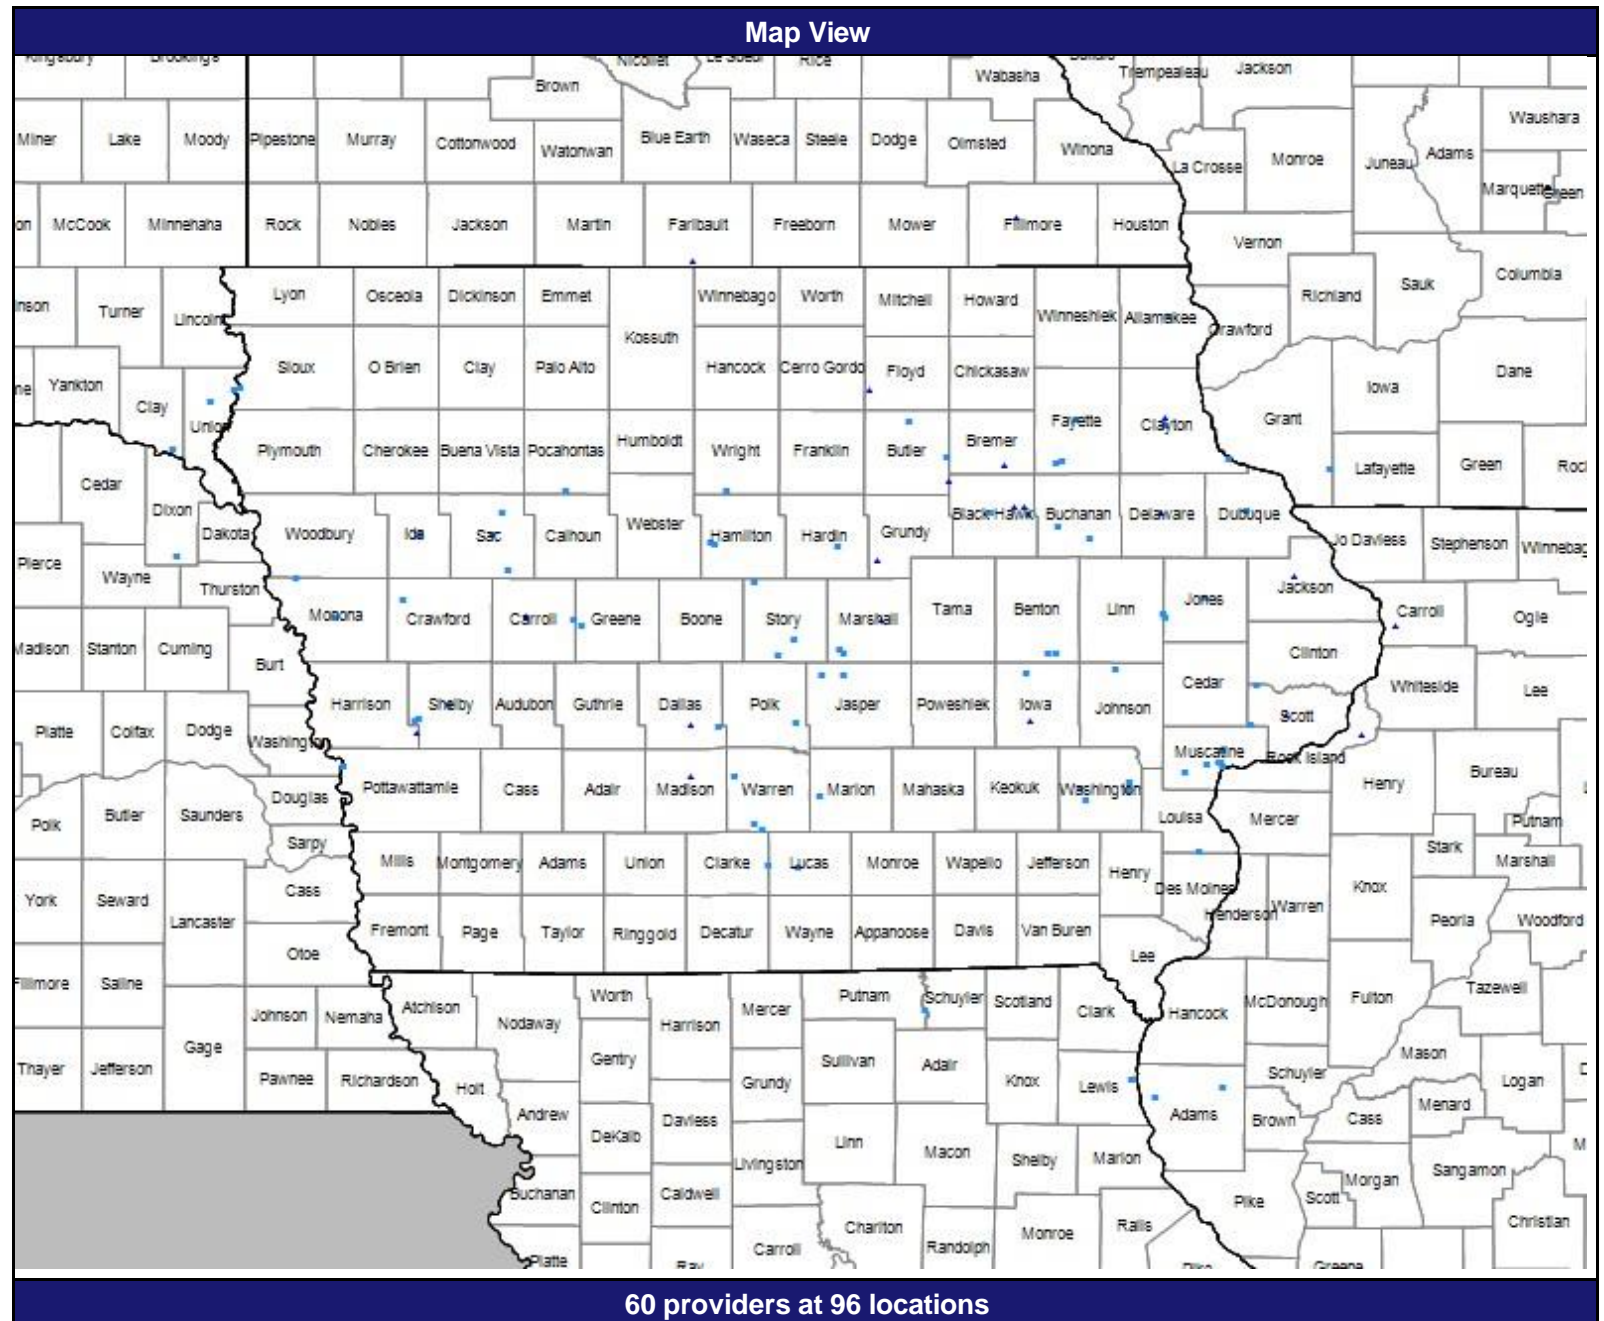 Map View
Kingsbury Brookings Nicollet Le Sueur Rice Trempealeau Jackson
Brown Wabasha
Miner Lake Moody Pipestone Murray Cottonwood Watonwan Blue Earth Waseca Steele Dodge Olmsted Winona La Crosse Monroe Juneau Adams Waushara
Marquette Green
McCook Minnehaha Rock Nobles Jackson Martin Faribault Freeborn Mower Fillmore Houston Vernon
Turner Lincoln Lyon Osceola Dickinson Emmet Winnebago Worth Mitchell Howard Winneshiek Allamakee Crawford Richland Sauk Columbia
Kossuth
Yankton Clay Union Sioux O Brien Clay Palo Alto Hancock Cerro Gordo Floyd Chickasaw Iowa Dane
Fayette Clayton Grant
Cedar Plymouth Cherokee Buena Vista Pocahontas Humboldt Wright Franklin Butler Bremer Lafayette Green
Dixon Dakota Woodbury Ida Sac Calhoun Webster Hamilton Hardin Grundy Black Hawk Buchanan Delaware Dubuque Jo Daviess Stephenson
Pierce Wayne Thurston
Monona Crawford Carroll Greene Boone Story Marshall Tama Benton Linn Jones Jackson Carroll Ogle
Madison Stanton Cuming Burt Clinton
Harrison Shelby Audubon Guthrie Dallas Polk Jasper Poweshiek Iowa Johnson Cedar Scott Whiteside Lee
Platte Colfax Dodge Washington Muscatine Rock Island
Douglas Pottawattamie Cass Adair Madison Warren Marion Mahaska Keokuk Washington Henry Bureau
Polk Butler Saunders Sarpy Louisa Mercer Putnam
Mills Montgomery Adams Union Clarke Lucas Monroe Wapello Jefferson Henry Des Moines Stark Marshall
York Seward Lancaster Cass Henderson Warren Knox Peoria Woodford
Otoe Fremont Page Taylor Ringgold Decatur Wayne Appanoose Davis Van Buren Lee
Fillmore Saline Johnson Nemaha Atchison Nodaway Worth Harrison Mercer Putnam Schuyler Scotland Clark Hancock McDonough Fulton Tazewell
Thayer Jefferson Gage Pawnee Richardson Holt Gentry Grundy Sullivan Adair Knox Lewis Adams Schuyler Mason Logan
Andrew DeKalb Daviess Linn Macon Shelby Marion Brown Cass Menard
Livingston Morgan Sangamon
Buchanan Clinton Caldwell Pike Scott Christian
Platte Ray Carroll Chariton Randolph Monroe Ralls Pike Greene
60 providers at 96 locations